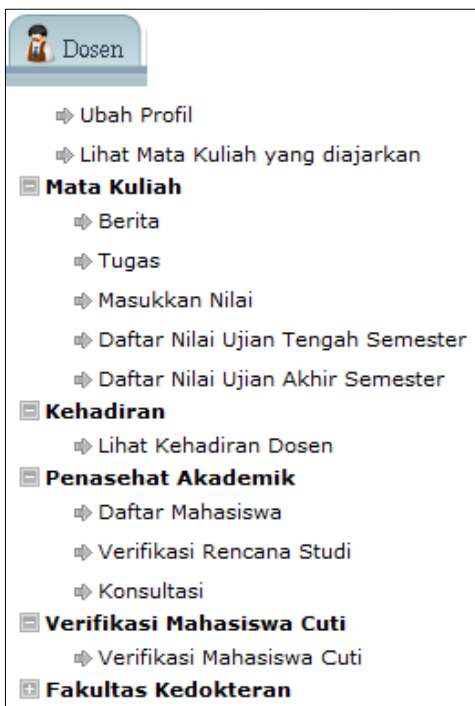 Dosen
Ubah Profil
Lihat Mata Kuliah yang diajarkan
Mata Kuliah
Berita
Tugas
Masukkan Nilai
Daftar Nilai Ujian Tengah Semester
Daftar Nilai Ujian Akhir Semester
Kehadiran
Lihat Kehadiran Dosen
Penasehat Akademik
Daftar Mahasiswa
Verifikasi Rencana Studi
Konsultasi
Verifikasi Mahasiswa Cuti
Verifikasi Mahasiswa Cuti
Fakultas Kedokteran